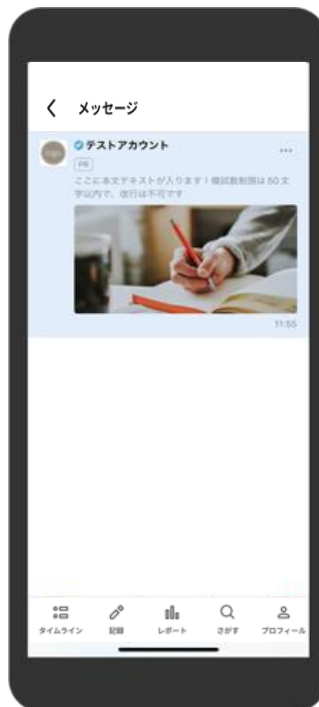 メッセージ
テストアカウント
PR
ここに本文テキストが入ります！模試数制限は50文
字以内で、改行は不可です
11:55
タイムライン
記録
レポート
さがす
プロフィール